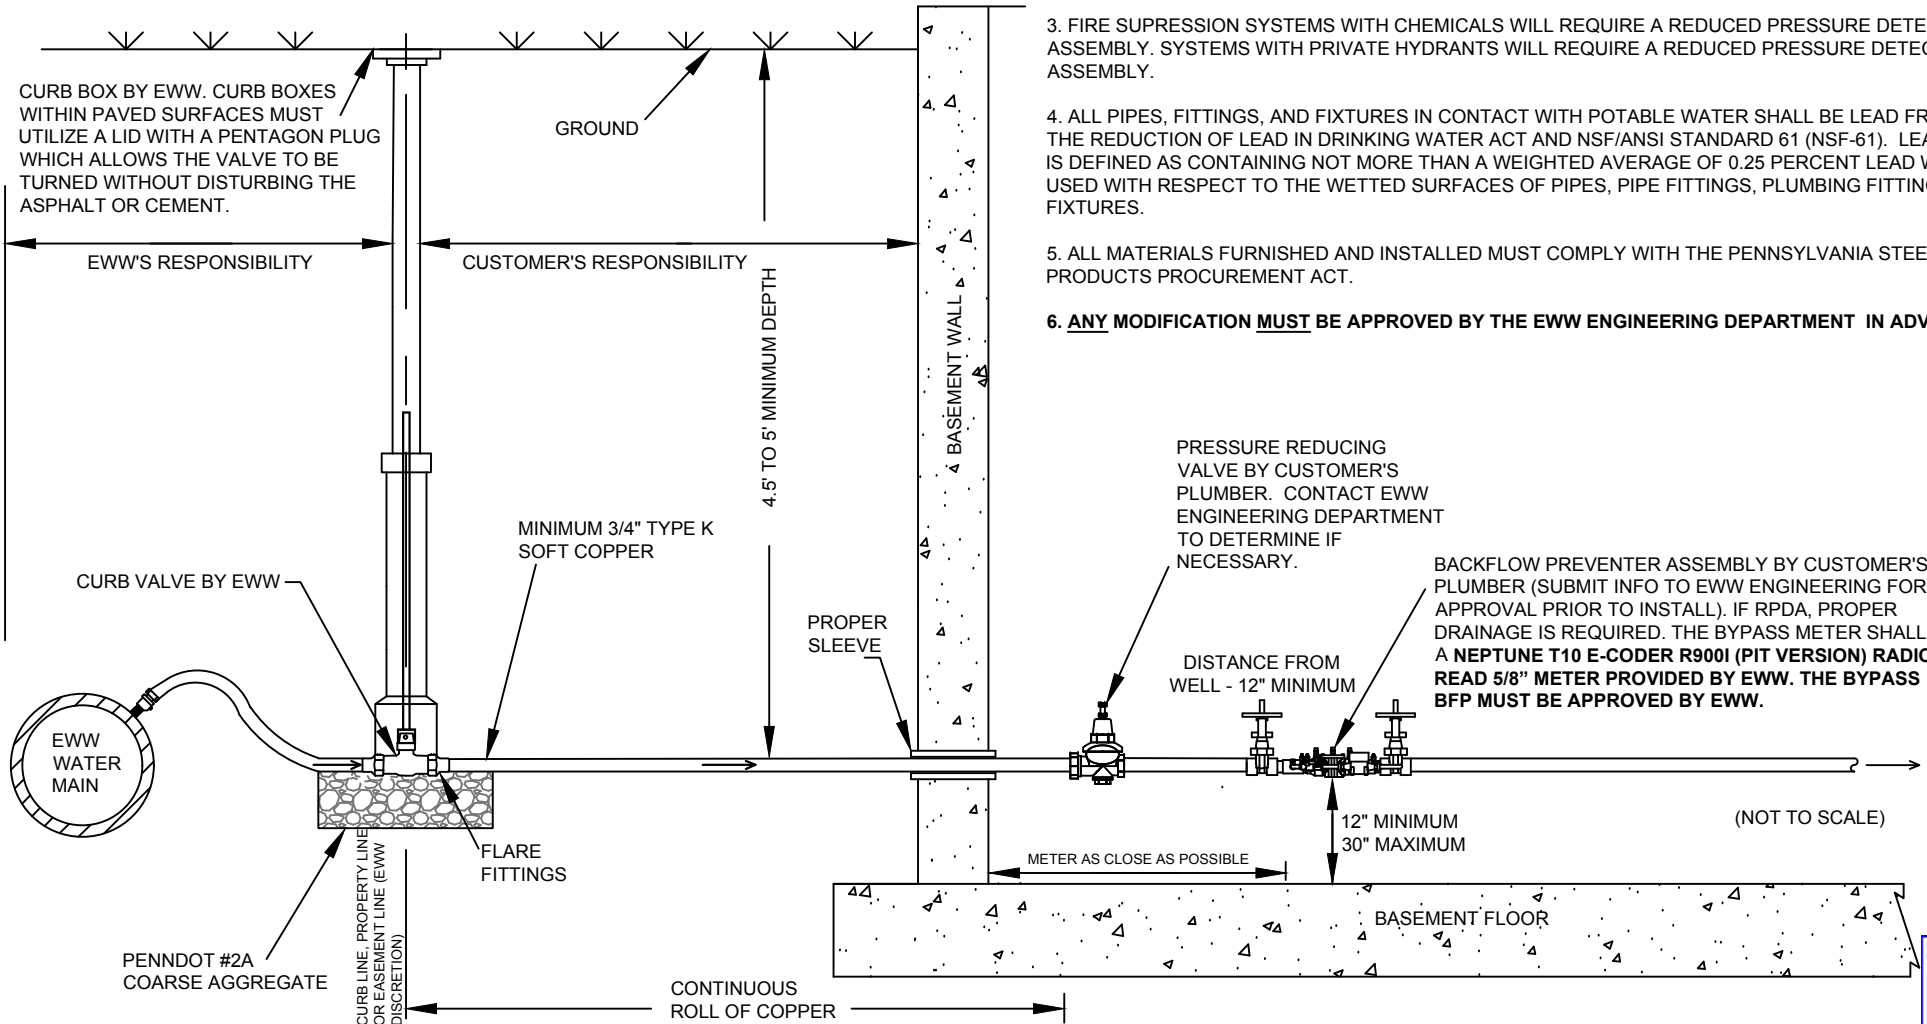 3. FIRE SUPRESSION SYSTEMS WITH CHEMICALS WILL REQUIRE A REDUCED PRESSURE
ASSEMBLY. SYSTEMS WITH PRIVATE HYDRANTS WILL REQUIRE A REDUCED PRESSURE
ASSEMBLY.
4. ALL PIPES, FITTINGS, AND FIXTURES IN CONTACT WITH POTABLE WATER SHALL BE LEAD
THE REDUCTION OF LEAD IN DRINKING WATER ACT AND NSF/ANSI STANDARD 61 (NSF-61).
IS DEFINED AS CONTAINING NOT MORE THAN A WEIGHTED AVERAGE OF 0.25 PERCENT LEAD
USED WITH RESPECT TO THE WETTED SURFACES OF PIPES, PIPE FITTINGS, PLUMBING
FIXTURES.
5. ALL MATERIALS FURNISHED AND INSTALLED MUST COMPLY WITH THE PENNSYLVANIA
PRODUCTS PROCUREMENT ACT.
6. ANY MODIFICATION MUST BE APPROVED BY THE EWW ENGINEERING DEPARTMENT IN
CURB BOX BY EWW. CURB BOXES
WITHIN PAVED SURFACES MUST
UTILIZE A LID WITH A PENTAGON PLUG
WHICH ALLOWS THE VALVE TO BE
TURNED WITHOUT DISTURBING THE
ASPHALT OR CEMENT.
GROUND
EWW'S RESPONSIBILITY
CUSTOMER'S RESPONSIBILITY
4.5' TO 5' MINIMUM DEPTH
BASEMENT WALL
MINIMUM 3/4" TYPE K
SOFT COPPER
CURB VALVE BY EWW
PROPER
SLEEVE
PRESSURE REDUCING
VALVE BY CUSTOMER'S
PLUMBER. CONTACT EWW
ENGINEERING DEPARTMENT
TO DETERMINE IF
NECESSARY.
BACKFLOW PREVENTER ASSEMBLY BY CUSTOMER'S
PLUMBER (SUBMIT INFO TO EWW ENGINEERING FOR
APPROVAL PRIOR TO INSTALL). IF RPDA, PROPER
DRAINAGE IS REQUIRED. THE BYPASS METER SHALL
A NEPTUNE T10 E-CODER R900I (PIT VERSION)
READ 5/8” METER PROVIDED BY EWW. THE BYPASS
BFP MUST BE APPROVED BY EWW.
DISTANCE FROM
WELL - 12" MINIMUM
EWW
WATER
MAIN
12" MINIMUM
30" MAXIMUM
(NOT TO SCALE)
FLARE
FITTINGS
METER AS CLOSE AS POSSIBLE
BASEMENT FLOOR
PENNDOT #2A
COARSE AGGREGATE
CURB LINE, PROPERTY LINE
OR EASEMENT LINE (EWW
DISCRETION)
CONTINUOUS
ROLL OF COPPER